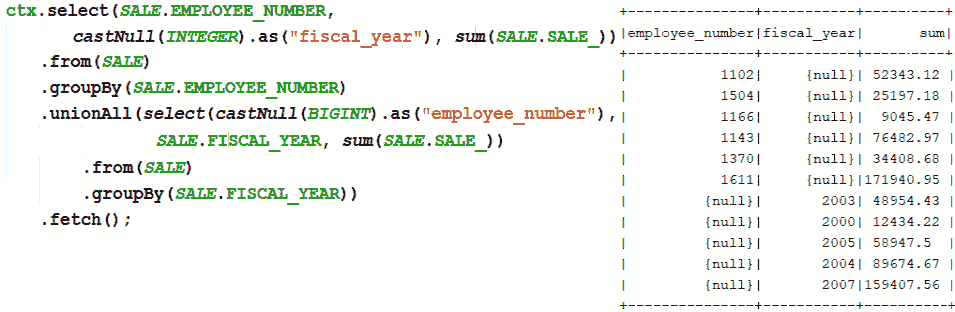 ctx.select(SALE.EMPLOYEE_NUMBER,
castNull(INTEGER).as("fiscal_year"), sum(SALE.SALE_))
.from(SALE)
.groupBy(SALE.EMPLOYEE_NUMBER)
.unionAll(select(castNull(BIGINT).as("employee_number"),
SALE.FISCAL_YEAR, sum(SALE.SALE_))
.from(SALE)
.groupBy(SALE.FISCAL_YEAR))
.fetch();
+---------------+-----------+---------+
|employee_number|fiscal_year|      sum|
+---------------+-----------+---------+
|           1102|     {null}| 52343.12 |
|           1504|     {null}| 25197.18 |
|           1166|     {null}|  9045.47 |
|           1143|     {null}| 76482.97 |
|           1370|     {null}| 34408.68 |
|           1611|     {null}|171940.95 |
|         {null}|       2003| 48954.43 |
|         {null}|       2000| 12434.22 |
|         {null}|       2005| 58947.5  |
|         {null}|       2004| 89674.67 |
|         {null}|       2007|159407.56 |
+---------------+-----------+----------+